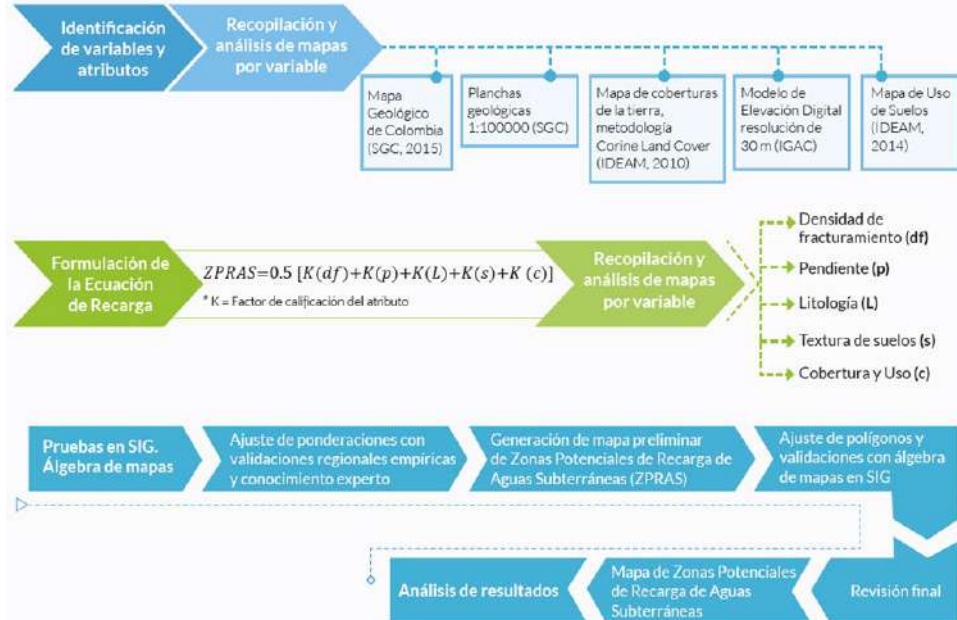 Identificación
de variables y
atributos
Recopilación y
análisis de mapas
por variable
Mapa
Geológico
de Colombia
(SGC, 2015)
Planchas
geológicas
1:100000 (SGC)
Mapa de coberturas
de la tierra,
metodología
Corine Land Cover
(IDEAM, 2010)
Modelo de
Elevación Digital
resolución de
30 m (IGAC)
Mapa de Uso
de Suelos
(IDEAM,
2014)
Formulación de
la Ecuación
de Recarga
ZPRAS=0.5 [K(df)+K(p)+K(L)+K(s)+K (c)]
* K = Factor de calificación del atributo
Recopilación y
análisis de mapas
por variable
Densidad de
fracturamiento (df)
Pendiente (p)
Litología (L)
Textura de suelos (s)
Cobertura y Uso (c)
Pruebas en SIG.
Álgebra de mapas
Ajuste de ponderaciones con
validaciones regionales empíricas
y conocimiento experto
Generación de mapa preliminar
de Zonas Potenciales de Recarga de
Aguas Subterráneas (ZPRAS)
Ajuste de polígonos y
validaciones con álgebra
de mapas en SIG
Análisis de resultados
Mapa de Zonas Potenciales
de Recarga de Aguas
Subterráneas
Revisión final